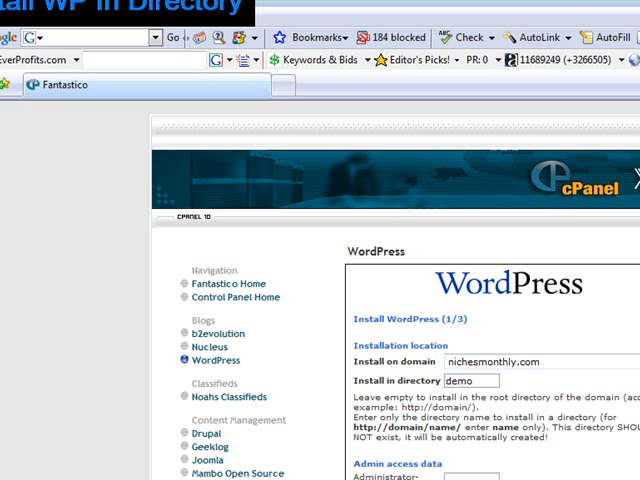 tall WP in Directory
gle G Go Bookmarks 184 blocked Check AutoLink AutoFill
EverProfits.com G $ Keywords & Bids Editor's Picks! PR: 0 11689249 (+3266505)
Fantastico
cPanel X
CPANEL 10
WordPress
WordPress
Navigation
Fantastico Home
Control Panel Home
Blogs
b2evolution
Nucleus
WordPress
Classifieds
Noahs Classifieds
Content Management
Drupal
Geeklog
Joomla
Mambo Open Source
Install WordPress (1/3)
Installation location
Install on domain nichesmonthly.com
Install in directory demo
Leave empty to install in the root directory of the domain (acc
example: http://domain/).
Enter only the directory name to install in a directory (for
http://domain/name/ enter name only). This directory SHOU
NOT exist, it will be automatically created!
Admin access data
Administrator-